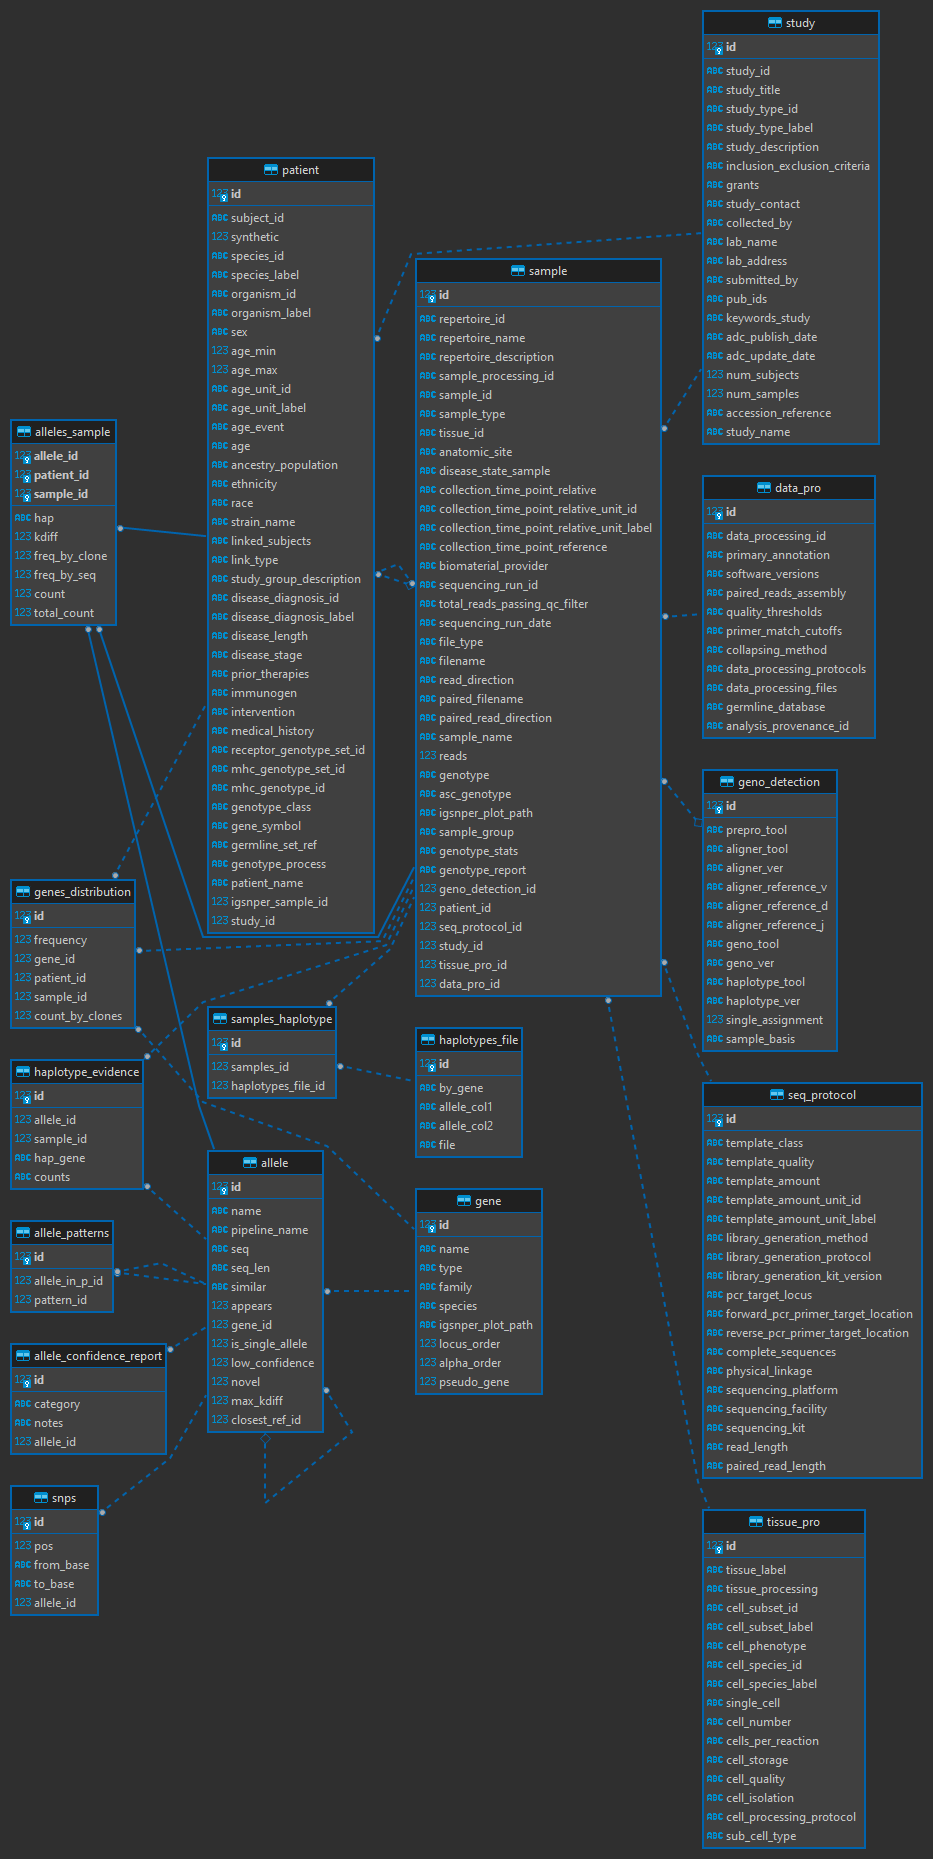 study
id
study_id
study_title
study_type_id
study_type_label
study_description
inclusion_exclusion_criteria
grants
study_contact
collected_by
lab_name
lab_address
submitted_by
pub_ids
keywords_study
adc_publish_date
adc_update_date
num_subjects
num_samples
accession_reference
study_name
patient
id
subject_id
synthetic
species_id
species_label
organism_id
organism_label
sex
age_min
age_max
age_unit_id
age_unit_label
age_event
age
ancestry_population
ethnicity
race
strain_name
linked_subjects
link_type
study_group_description
disease_diagnosis_id
disease_diagnosis_label
disease_length
disease_stage
prior_therapies
immunogen
intervention
medical_history
receptor_genotype_set_id
mhc_genotype_set_id
mhc_genotype_id
genotype_class
gene_symbol
germline_set_ref
genotype_process
patient_name
igsnper_sample_id
study_id
sample
id
repertoire_id
repertoire_name
repertoire_description
sample_processing_id
sample_id
sample_type
tissue_id
anatomic_site
disease_state_sample
collection_time_point_relative
collection_time_point_relative_unit_id
collection_time_point_relative_unit_label
collection_time_point_reference
biomaterial_provider
sequencing_run_id
total_reads_passing_qc_filter
sequencing_run_date
file_type
filename
read_direction
paired_filename
paired_read_direction
sample_name
reads
genotype
asc_genotype
igsnper_plot_path
sample_group
genotype_stats
genotype_report
geno_detection_id
patient_id
seq_protocol_id
study_id
tissue_pro_id
data_pro_id
alleles_sample
allele_id
patient_id
sample_id
hap
kdiff
freq_by_clone
freq_by_seq
count
total_count
data_pro
id
data_processing_id
primary_annotation
software_versions
paired_reads_assembly
quality_thresholds
primer_match_cutoffs
collapsing_method
data_processing_protocols
data_processing_files
germline_database
analysis_provenance_id
geno_detection
id
prepro_tool
aligner_tool
aligner_ver
aligner_reference_v
aligner_reference_d
aligner_reference_j
geno_tool
geno_ver
haplotype_tool
haplotype_ver
single_assignment
sample_basis
genes_distribution
id
frequency
gene_id
patient_id
sample_id
count_by_clones
samples_haplotype
id
samples_id
haplotypes_file_id
haplotypes_file
id
by_gene
allele_col1
allele_col2
file
haplotype_evidence
id
allele_id
sample_id
hap_gene
counts
seq_protocol
id
template_class
template_quality
template_amount
template_amount_unit_id
template_amount_unit_label
library_generation_method
library_generation_protocol
library_generation_kit_version
pcr_target_locus
forward_pcr_primer_target_location
reverse_pcr_primer_target_location
complete_sequences
physical_linkage
sequencing_platform
sequencing_facility
sequencing_kit
read_length
paired_read_length
allele
id
name
pipeline_name
seq
seq_len
similar
appears
gene_id
is_single_allele
low_confidence
novel
max_kdiff
closest_ref_id
gene
id
name
type
family
species
igsnper_plot_path
locus_order
alpha_order
pseudo_gene
allele_patterns
id
allele_in_p_id
pattern_id
allele_confidence_report
id
category
notes
allele_id
snps
id
pos
from_base
to_base
allele_id
tissue_pro
id
tissue_label
tissue_processing
cell_subset_id
cell_subset_label
cell_phenotype
cell_species_id
cell_species_label
single_cell
cell_number
cells_per_reaction
cell_storage
cell_quality
cell_isolation
cell_processing_protocol
sub_cell_type